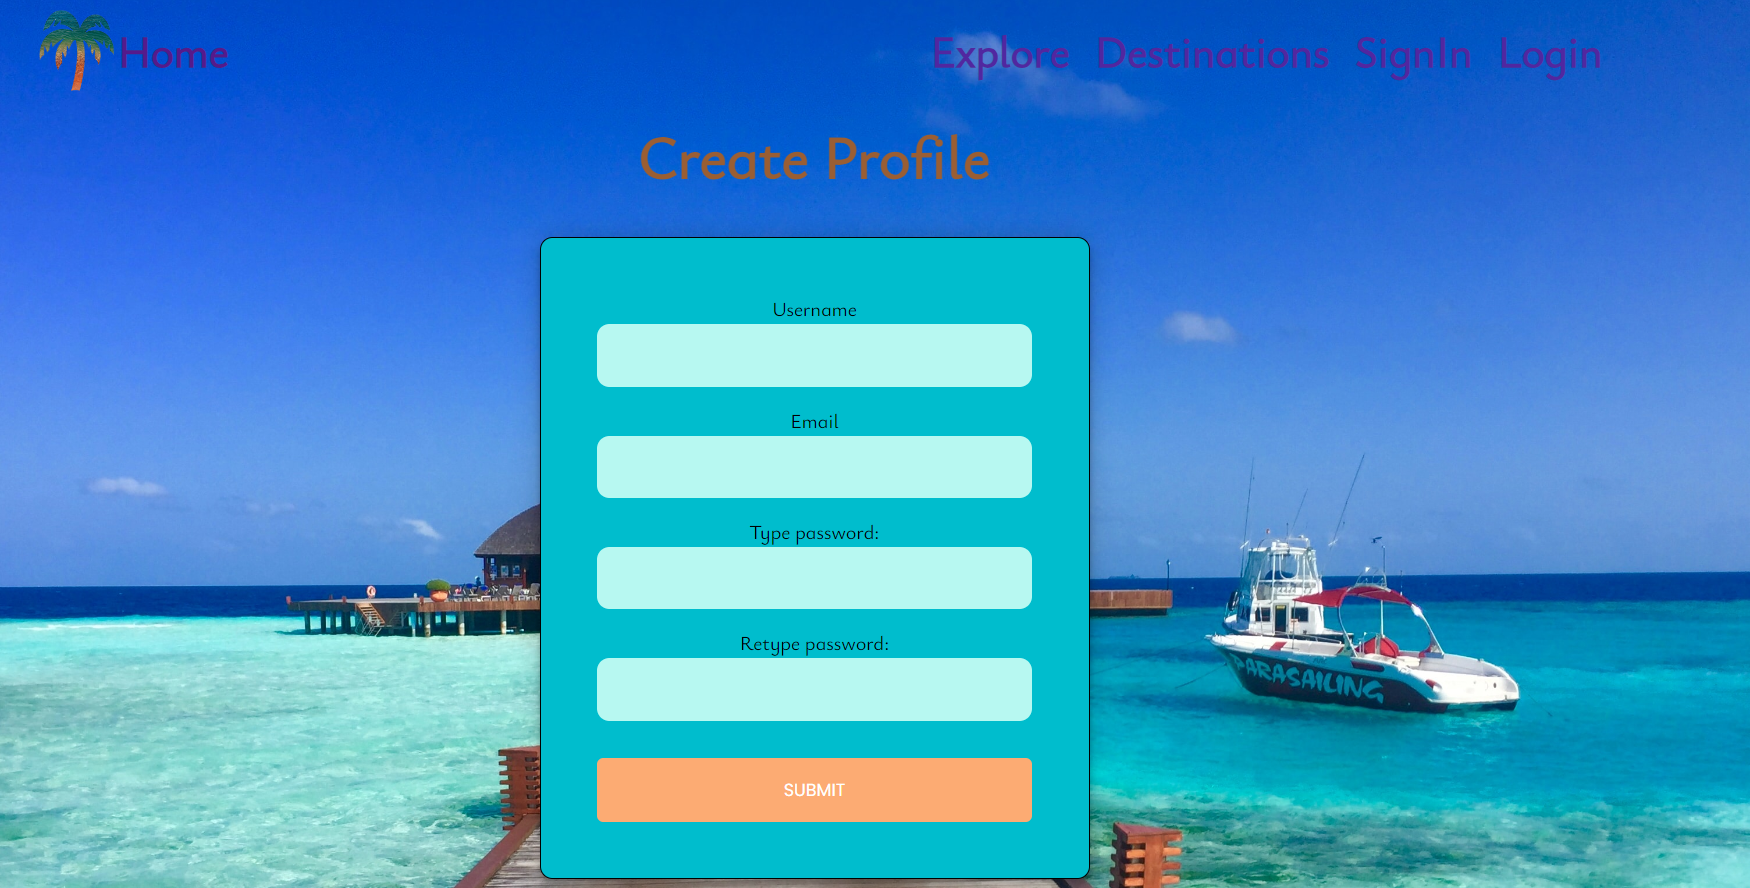 Home Explore Destinations SignIn Login
Create Profile
Username
Email
Type password:
Retype password:
SUBMIT
PARASAILING